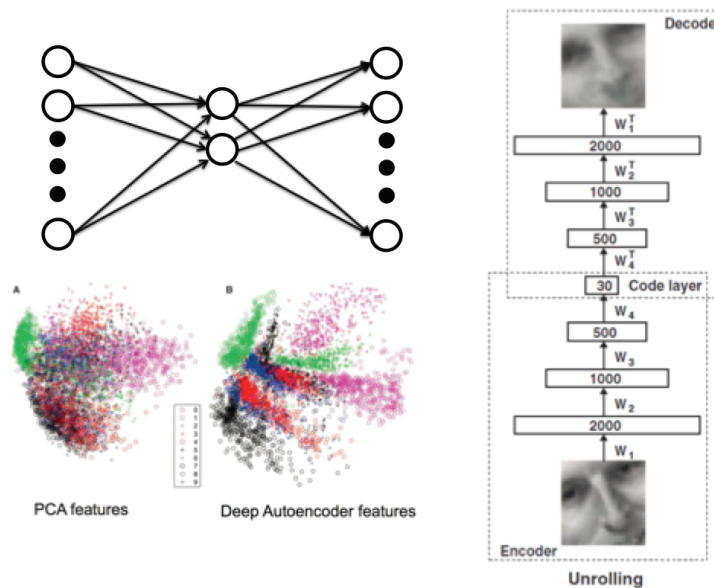 A
B
0
1
2
3
4
5
6
7
8
9
PCA features
Deep Autoencoder features
Decoder
W₁ᵀ
2000
W₂ᵀ
1000
W₃ᵀ
500
W₄ᵀ
30 Code layer
W₄
500
W₃
1000
W₂
2000
W₁
Encoder
Unrolling